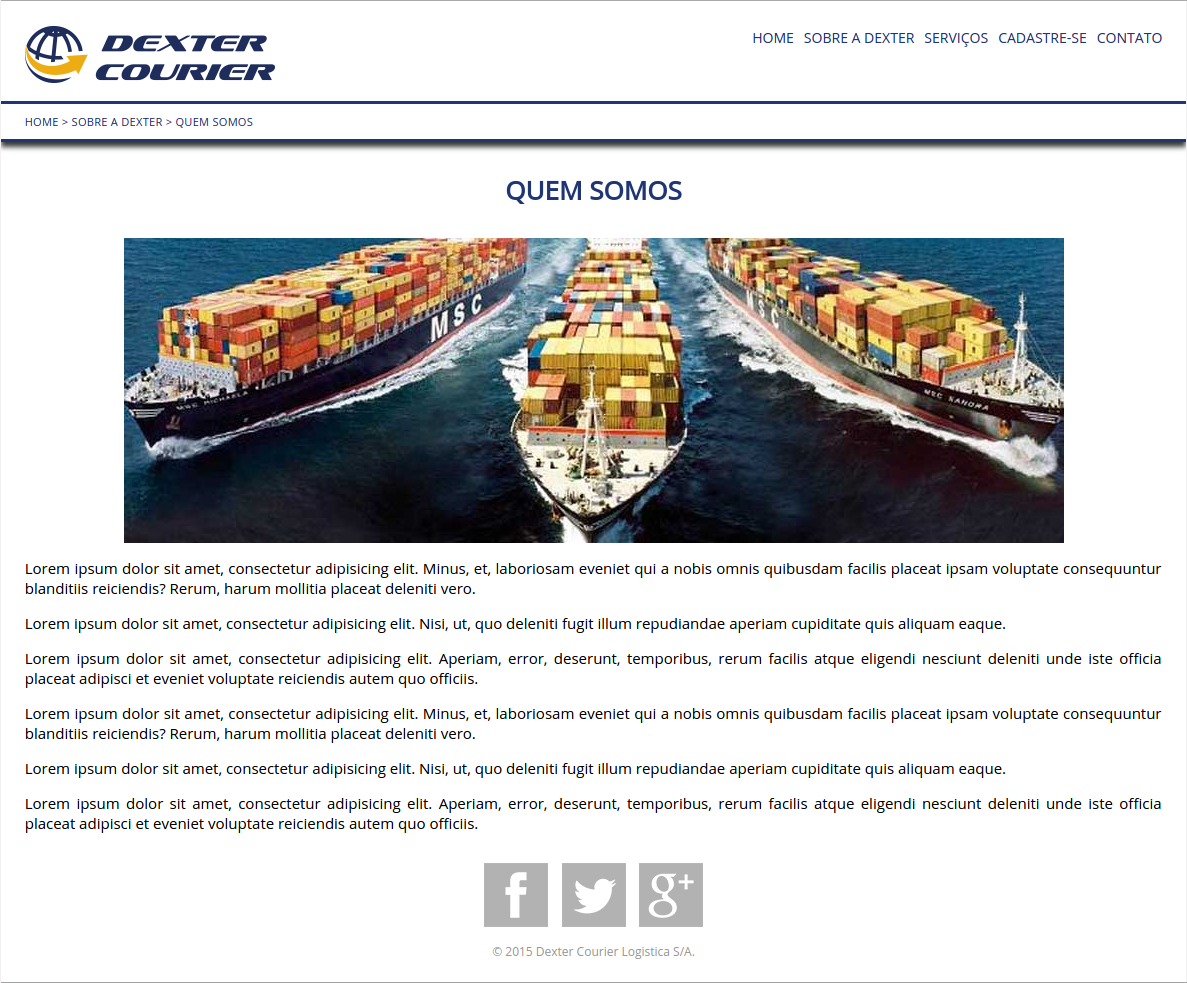 DEXTER
COURIER
HOME SOBRE A DEXTER SERVIÇOS CADASTRE-SE CONTATO
HOME > SOBRE A DEXTER > QUEM SOMOS
QUEM SOMOS
MSC
MSC
MSC MICHAELA
MSC SANDRA
Lorem ipsum dolor sit amet, consectetur adipisicing elit. Minus, et, laboriosam eveniet qui a nobis omnis quibusdam facilis placeat ipsam voluptate consequuntur
blanditiis reiciendis? Rerum, harum mollitia placeat deleniti vero.
Lorem ipsum dolor sit amet, consectetur adipisicing elit. Nisi, ut, quo deleniti fugit illum repudiandae aperiam cupiditate quis aliquam eaque.
Lorem ipsum dolor sit amet, consectetur adipisicing elit. Aperiam, error, deserunt, temporibus, rerum facilis atque eligendi nesciunt deleniti unde iste officia
placeat adipisci et eveniet voluptate reiciendis autem quo officiis.
Lorem ipsum dolor sit amet, consectetur adipisicing elit. Minus, et, laboriosam eveniet qui a nobis omnis quibusdam facilis placeat ipsam voluptate consequuntur
blanditiis reiciendis? Rerum, harum mollitia placeat deleniti vero.
Lorem ipsum dolor sit amet, consectetur adipisicing elit. Nisi, ut, quo deleniti fugit illum repudiandae aperiam cupiditate quis aliquam eaque.
Lorem ipsum dolor sit amet, consectetur adipisicing elit. Aperiam, error, deserunt, temporibus, rerum facilis atque eligendi nesciunt deleniti unde iste officia
placeat adipisci et eveniet voluptate reiciendis autem quo officiis.
f g+
© 2015 Dexter Courier Logistica S/A.